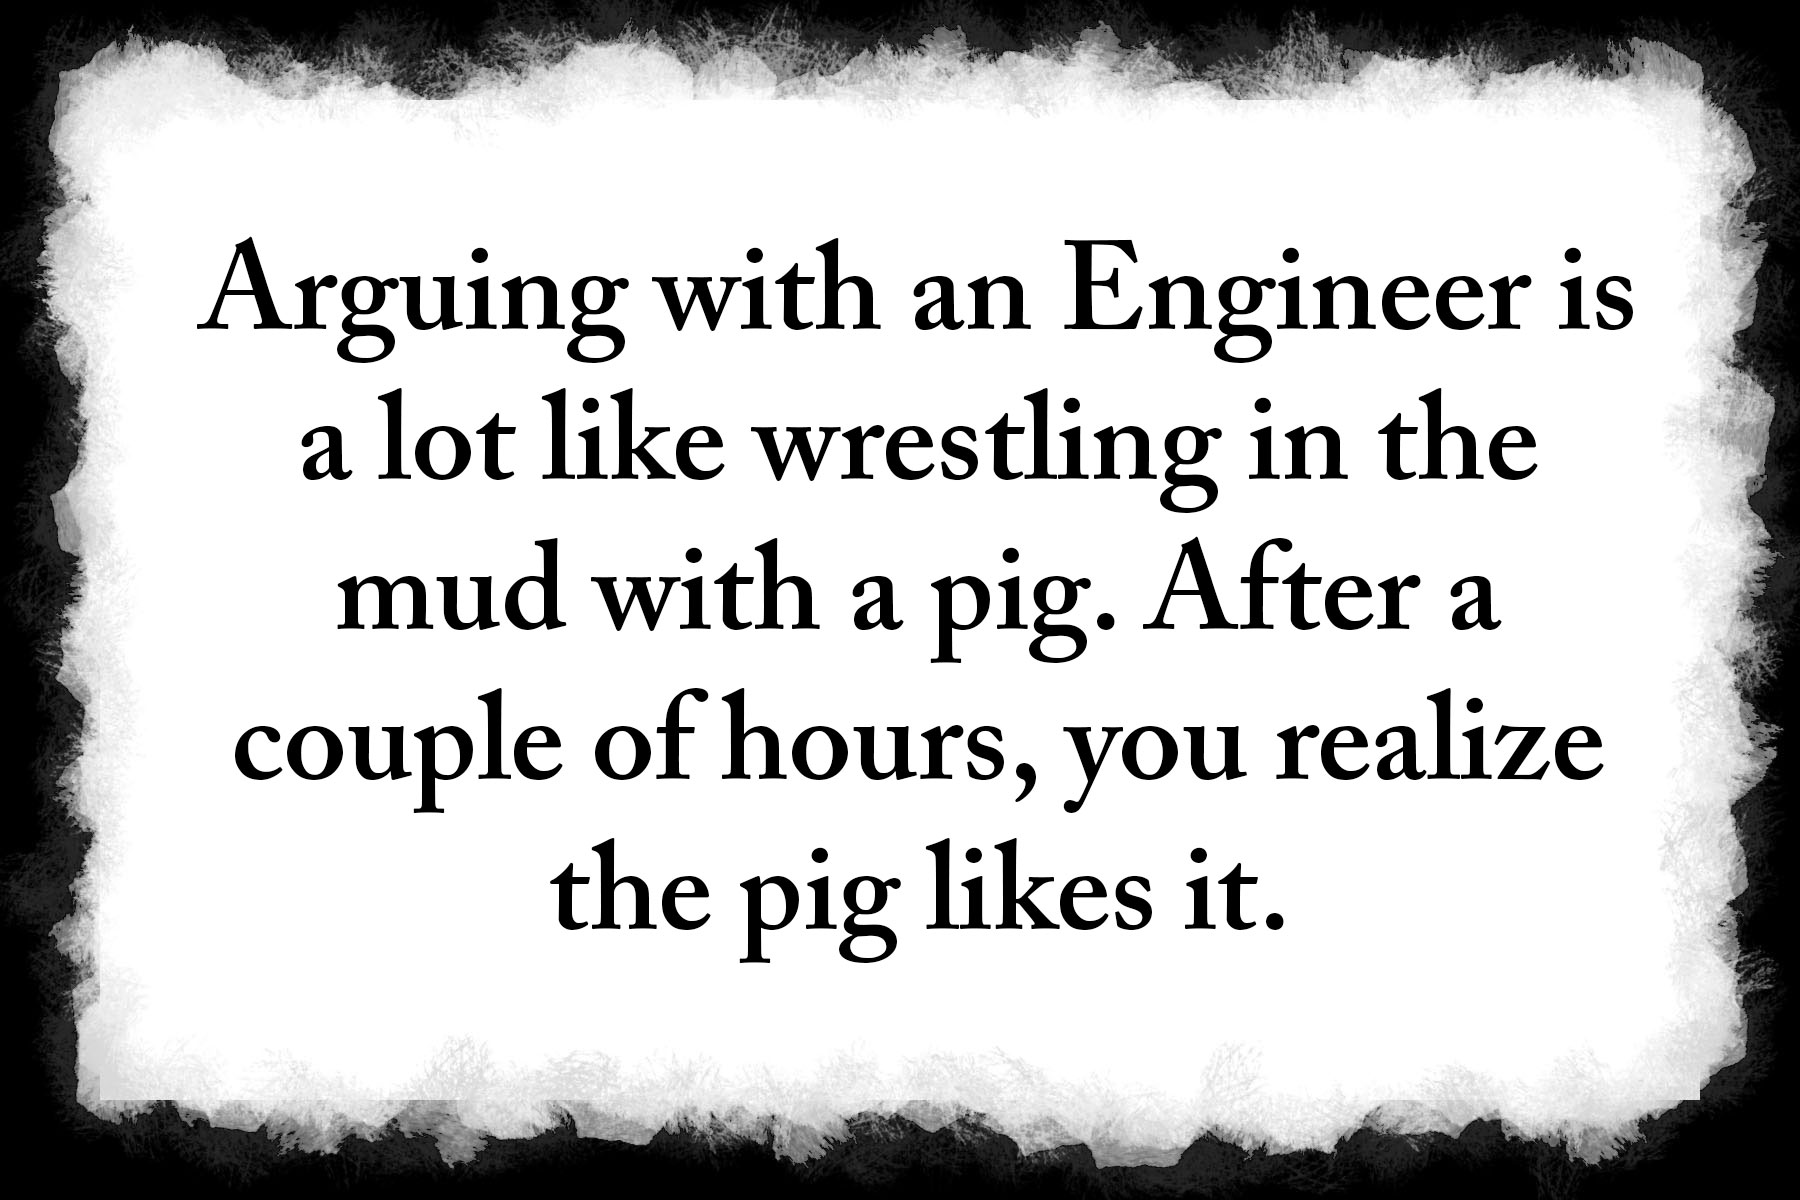 Arguing with an Engineer is
a lot like wrestling in the
mud with a pig. After a
couple of hours, you realize
the pig likes it.